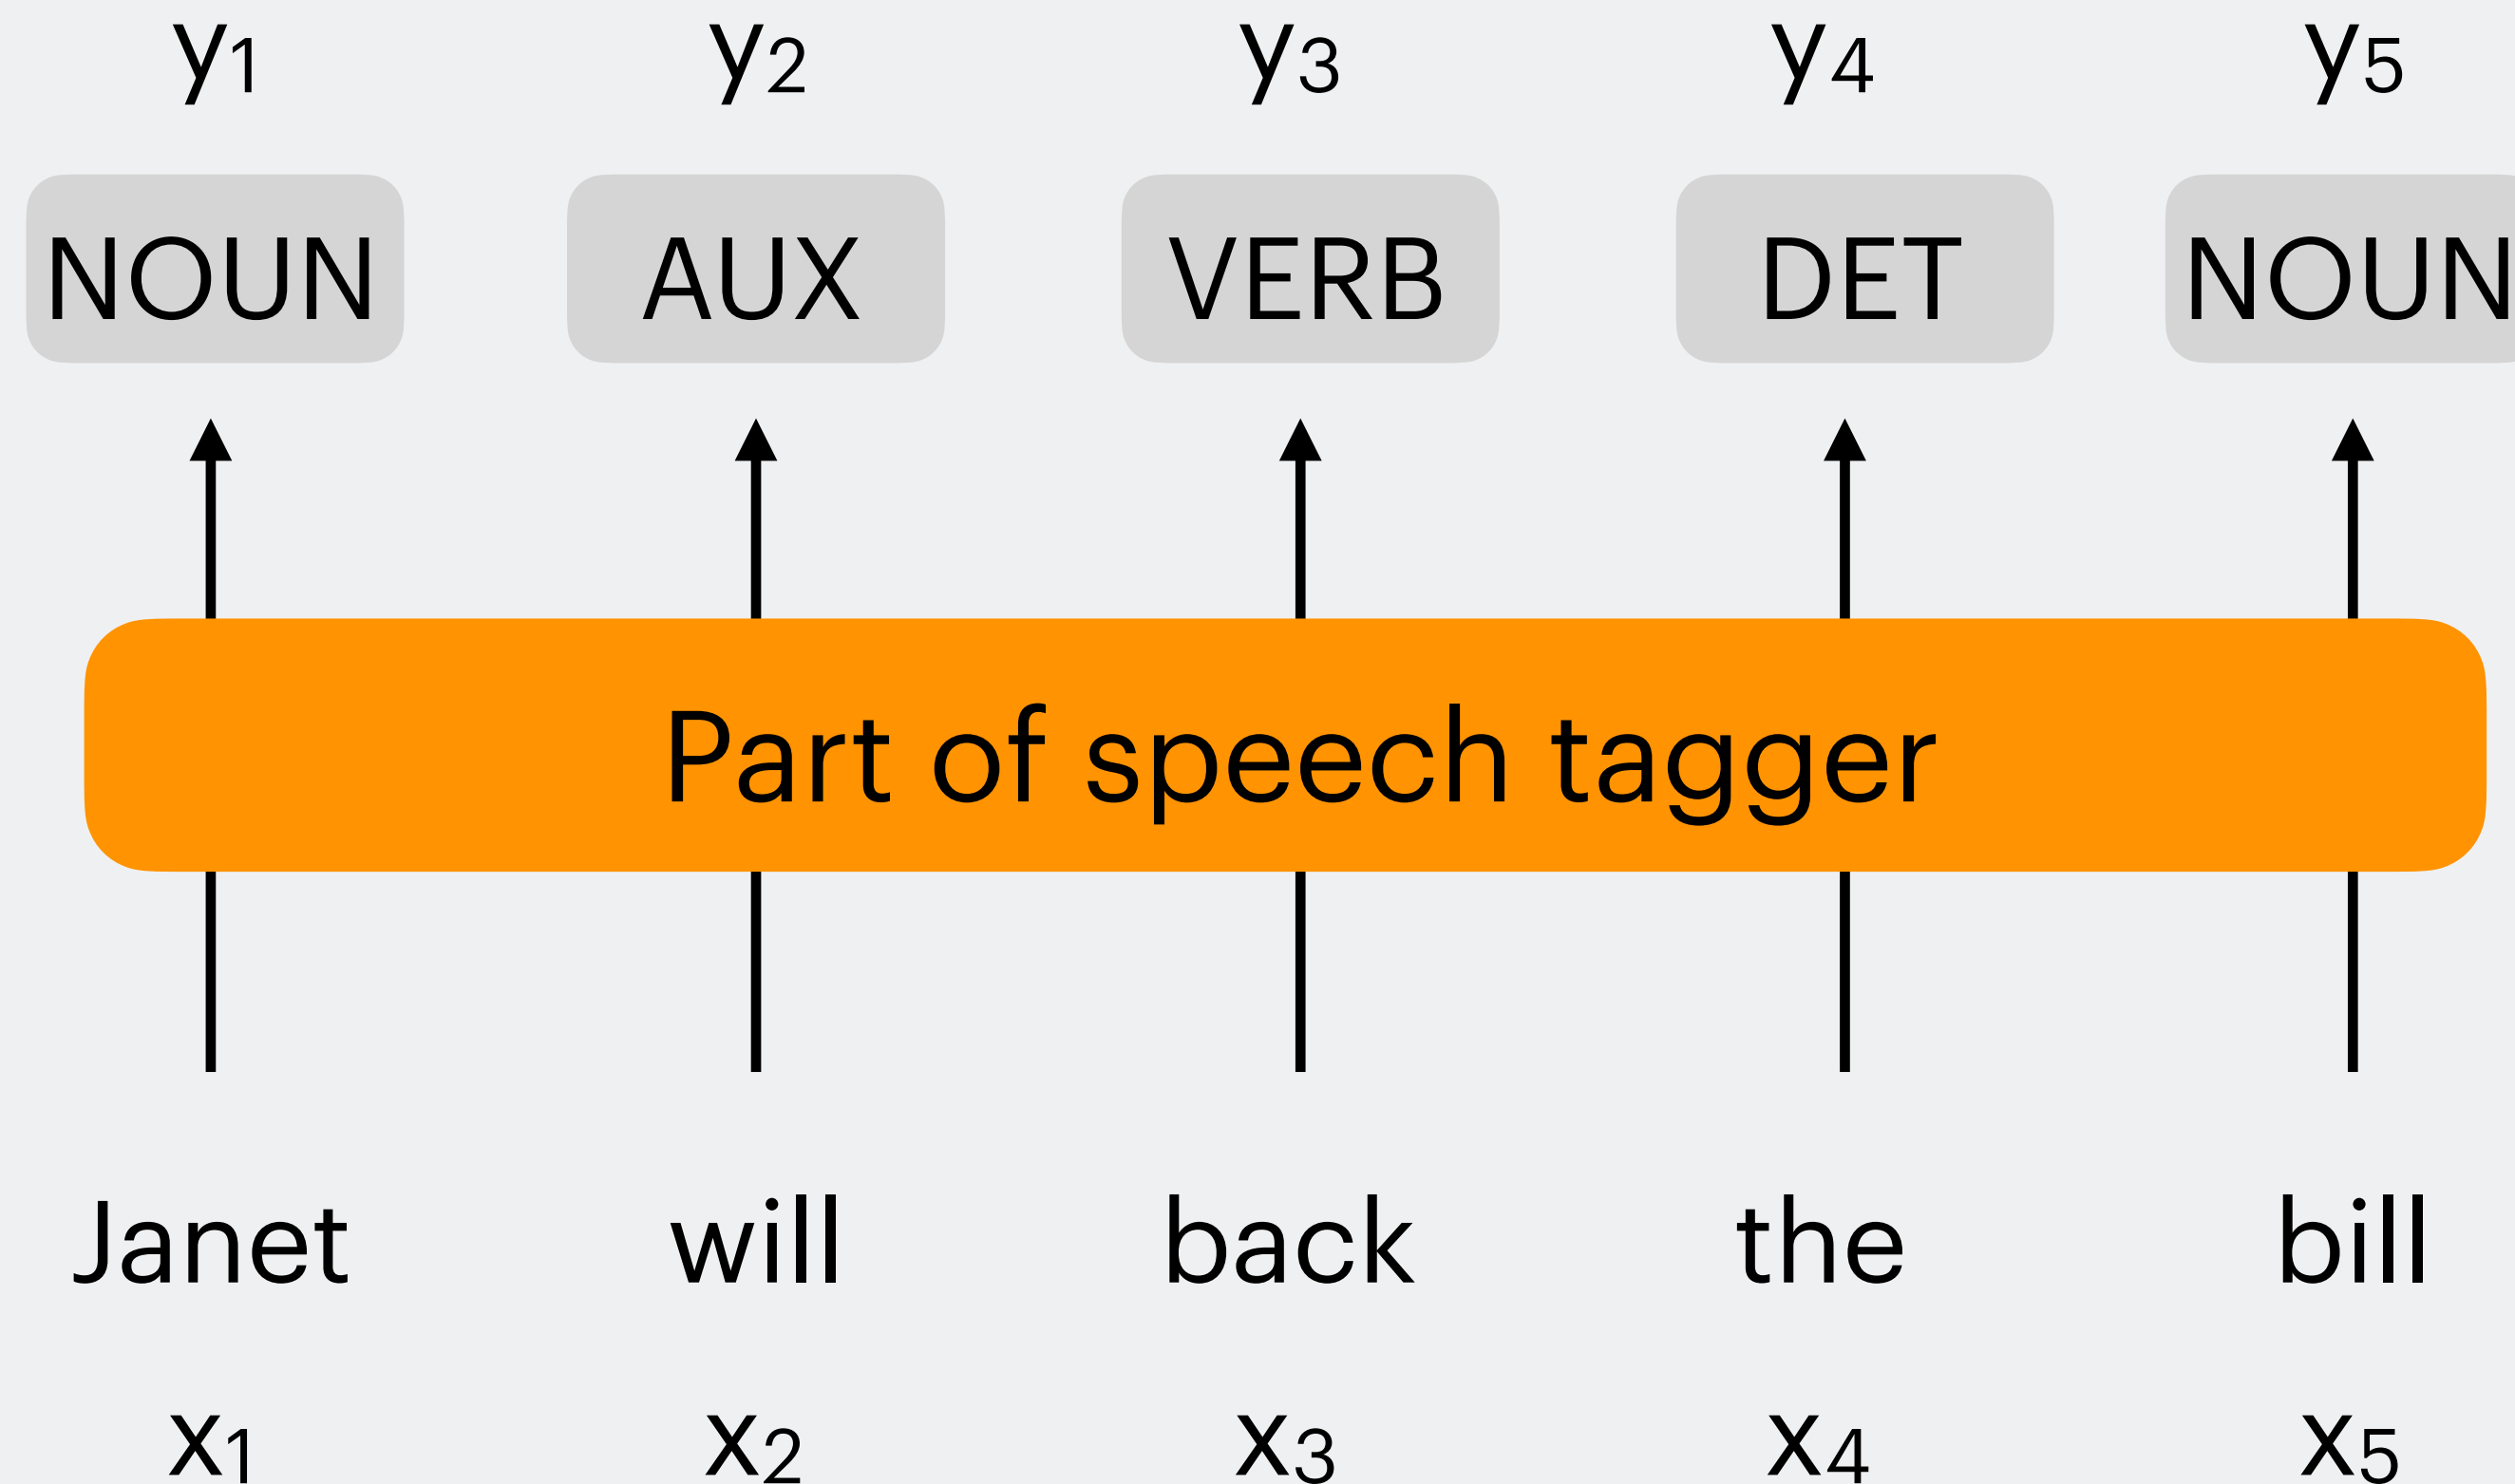 y1 y2 y3 y4 y5
NOUN AUX VERB DET NOUN
Part of speech tagger
Janet will back the bill
x1 x2 x3 x4 x5